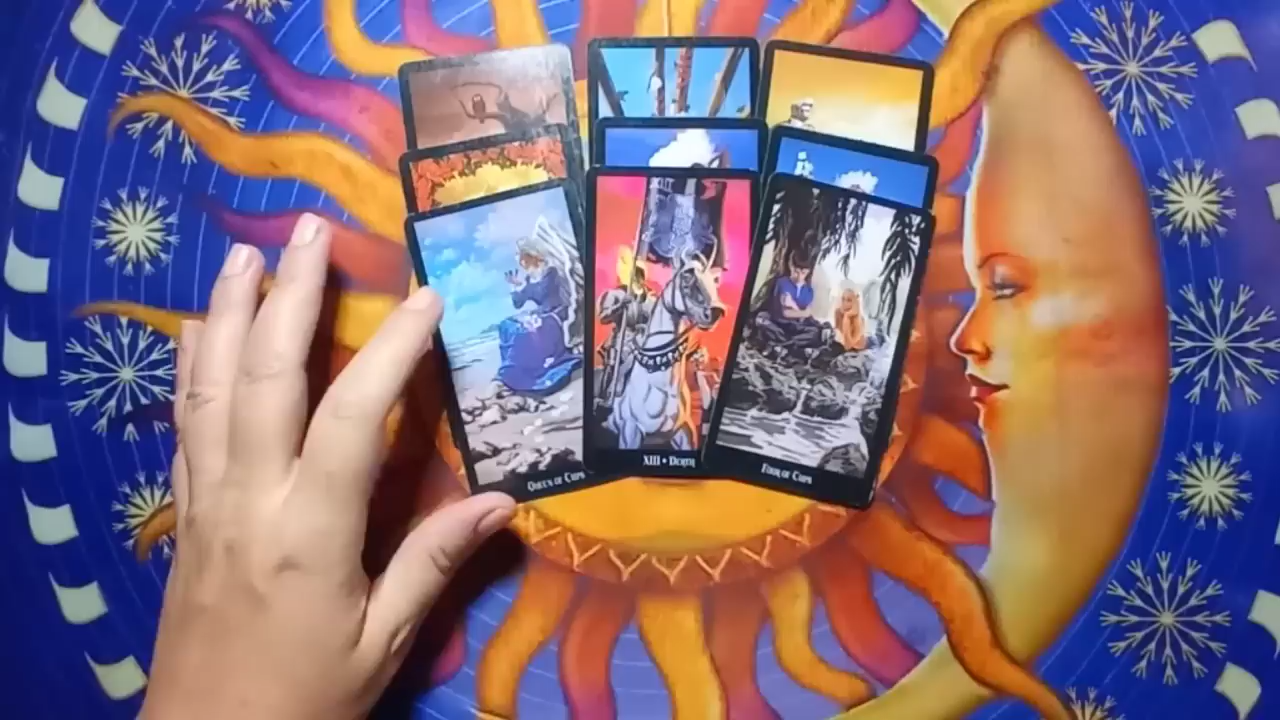 Queen of Cups
XIII • Death
Four of Cups